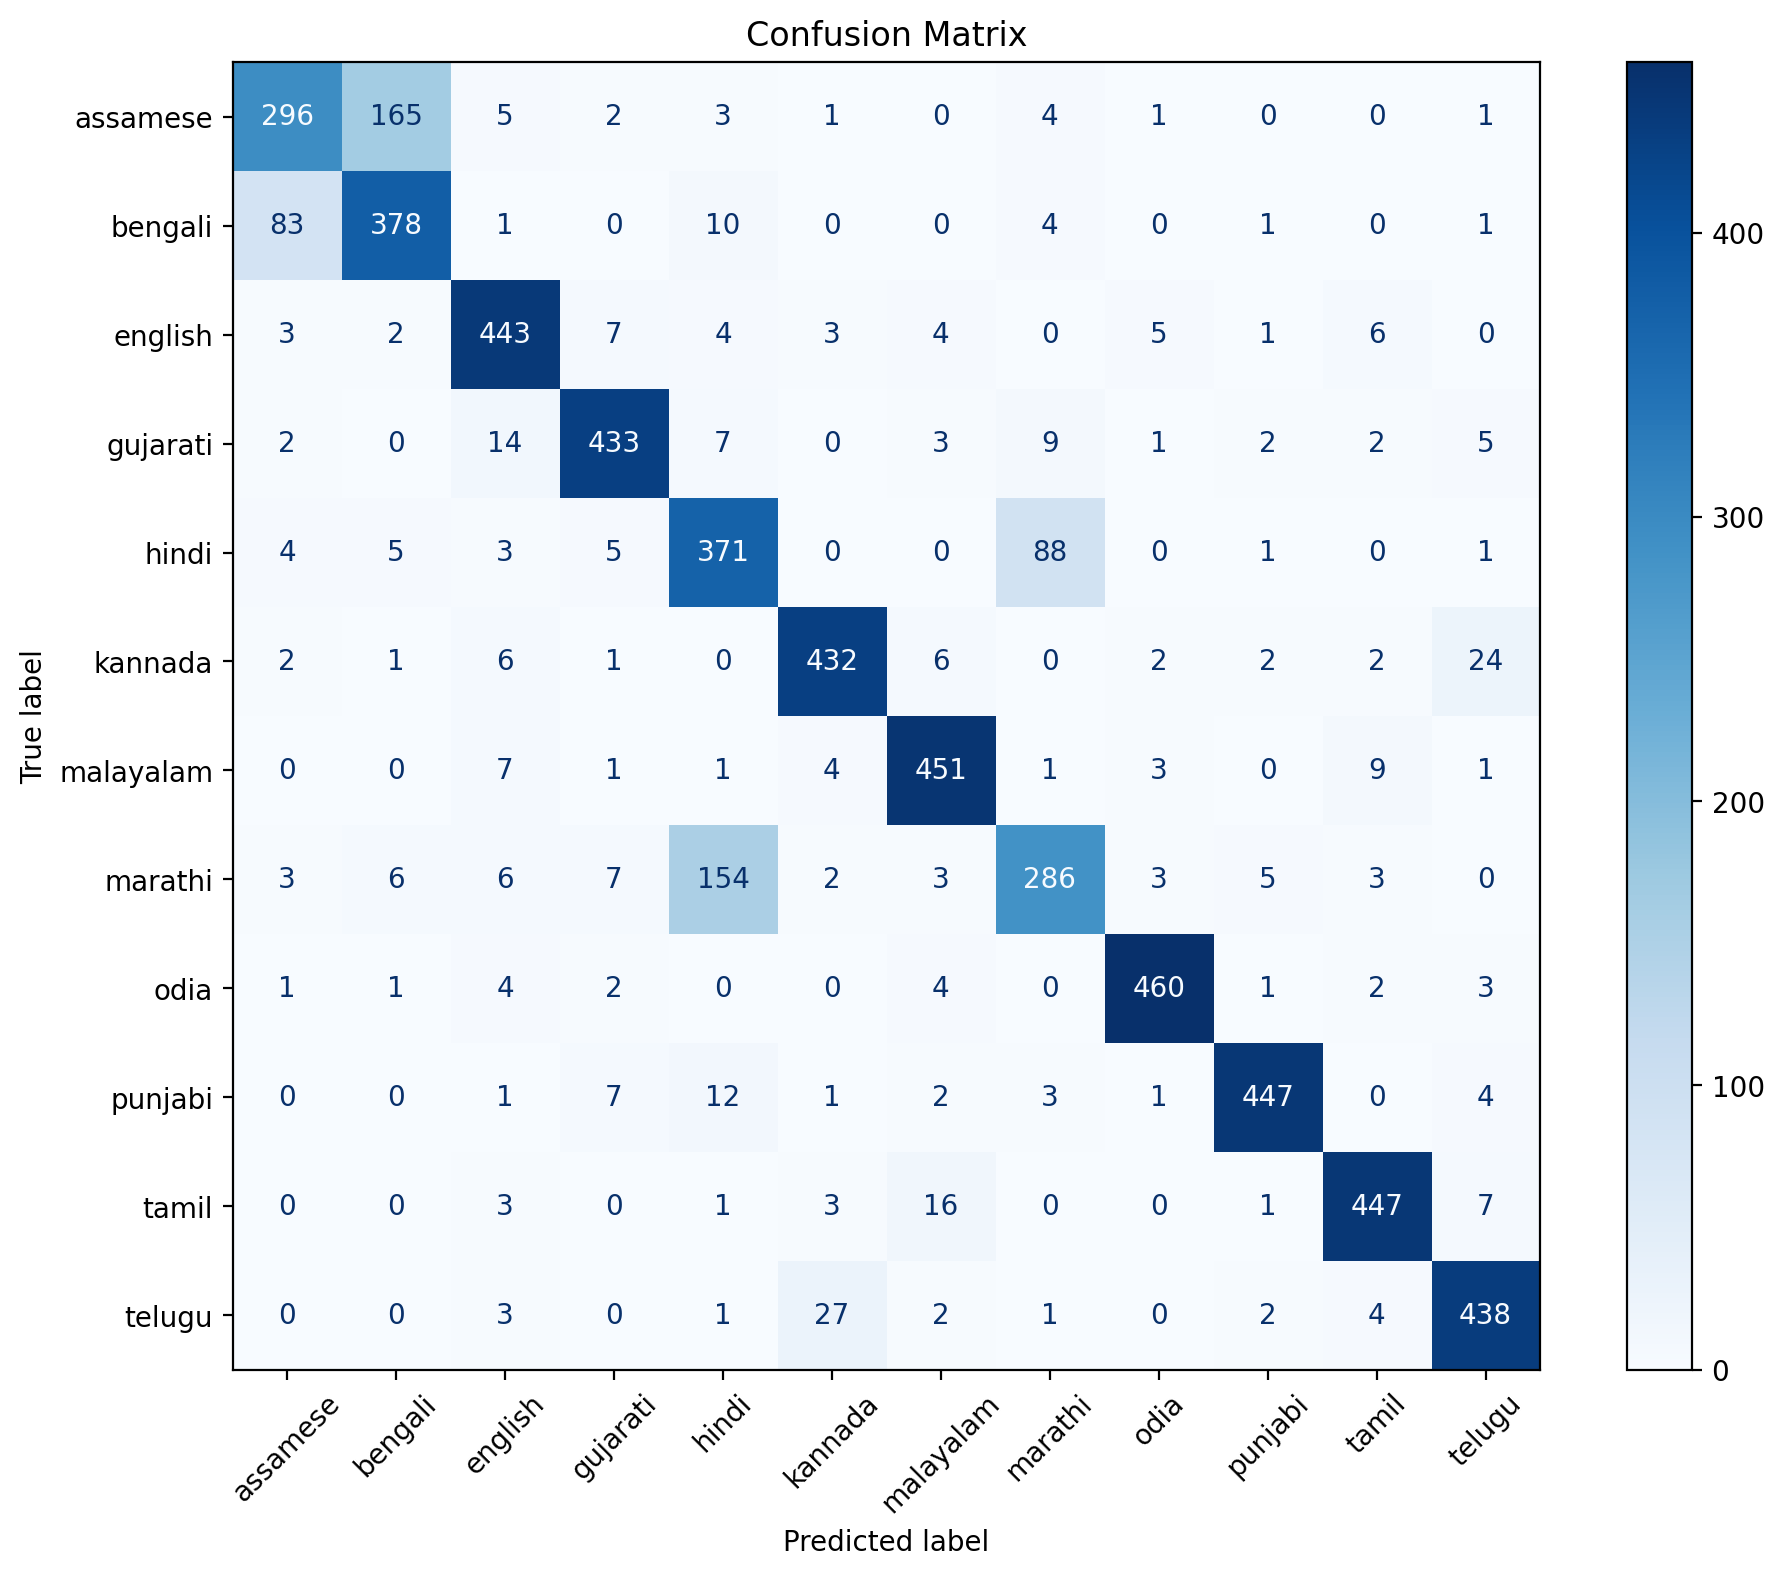 Confusion Matrix
assamese 296 165 5 2 3 1 0 4 1 0 0 1
bengali 83 378 1 0 10 0 0 4 0 1 0 1
english 3 2 443 7 4 3 4 0 5 1 6 0
gujarati 2 0 14 433 7 0 3 9 1 2 2 5
hindi 4 5 3 5 371 0 0 88 0 1 0 1
kannada 2 1 6 1 0 432 6 0 2 2 2 24
malayalam 0 0 7 1 1 4 451 1 3 0 9 1
marathi 3 6 6 7 154 2 3 286 3 5 3 0
odia 1 1 4 2 0 0 4 0 460 1 2 3
punjabi 0 0 1 7 12 1 2 3 1 447 0 4
tamil 0 0 3 0 1 3 16 0 0 1 447 7
telugu 0 0 3 0 1 27 2 1 0 2 4 438
assamese bengali english gujarati hindi kannada malayalam marathi odia punjabi tamil telugu
Predicted label
True label
400
300
200
100
0